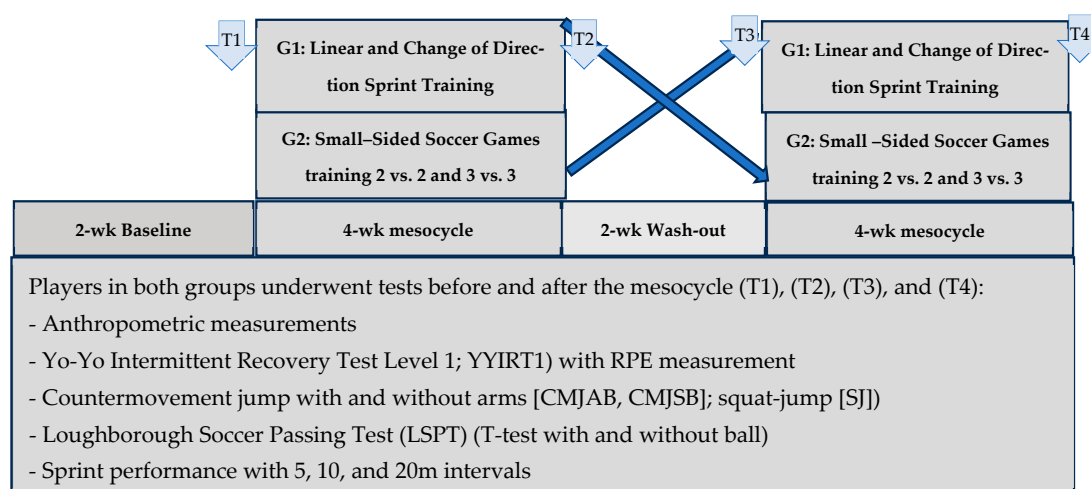 T1
T2
T3
T4
G1: Linear and Change of Direc-
tion Sprint Training
G1: Linear and Change of Direc-
tion Sprint Training
G2: Small–Sided Soccer Games
training 2 vs. 2 and 3 vs. 3
G2: Small –Sided Soccer Games
training 2 vs. 2 and 3 vs. 3
2-wk Baseline
4-wk mesocycle
2-wk Wash-out
4-wk mesocycle
Players in both groups underwent tests before and after the mesocycle (T1), (T2), (T3), and (T4):
- Anthropometric measurements
- Yo-Yo Intermittent Recovery Test Level 1; YYIRT1) with RPE measurement
- Countermovement jump with and without arms [CMJAB, CMJSB]; squat-jump [SJ])
- Loughborough Soccer Passing Test (LSPT) (T-test with and without ball)
- Sprint performance with 5, 10, and 20m intervals